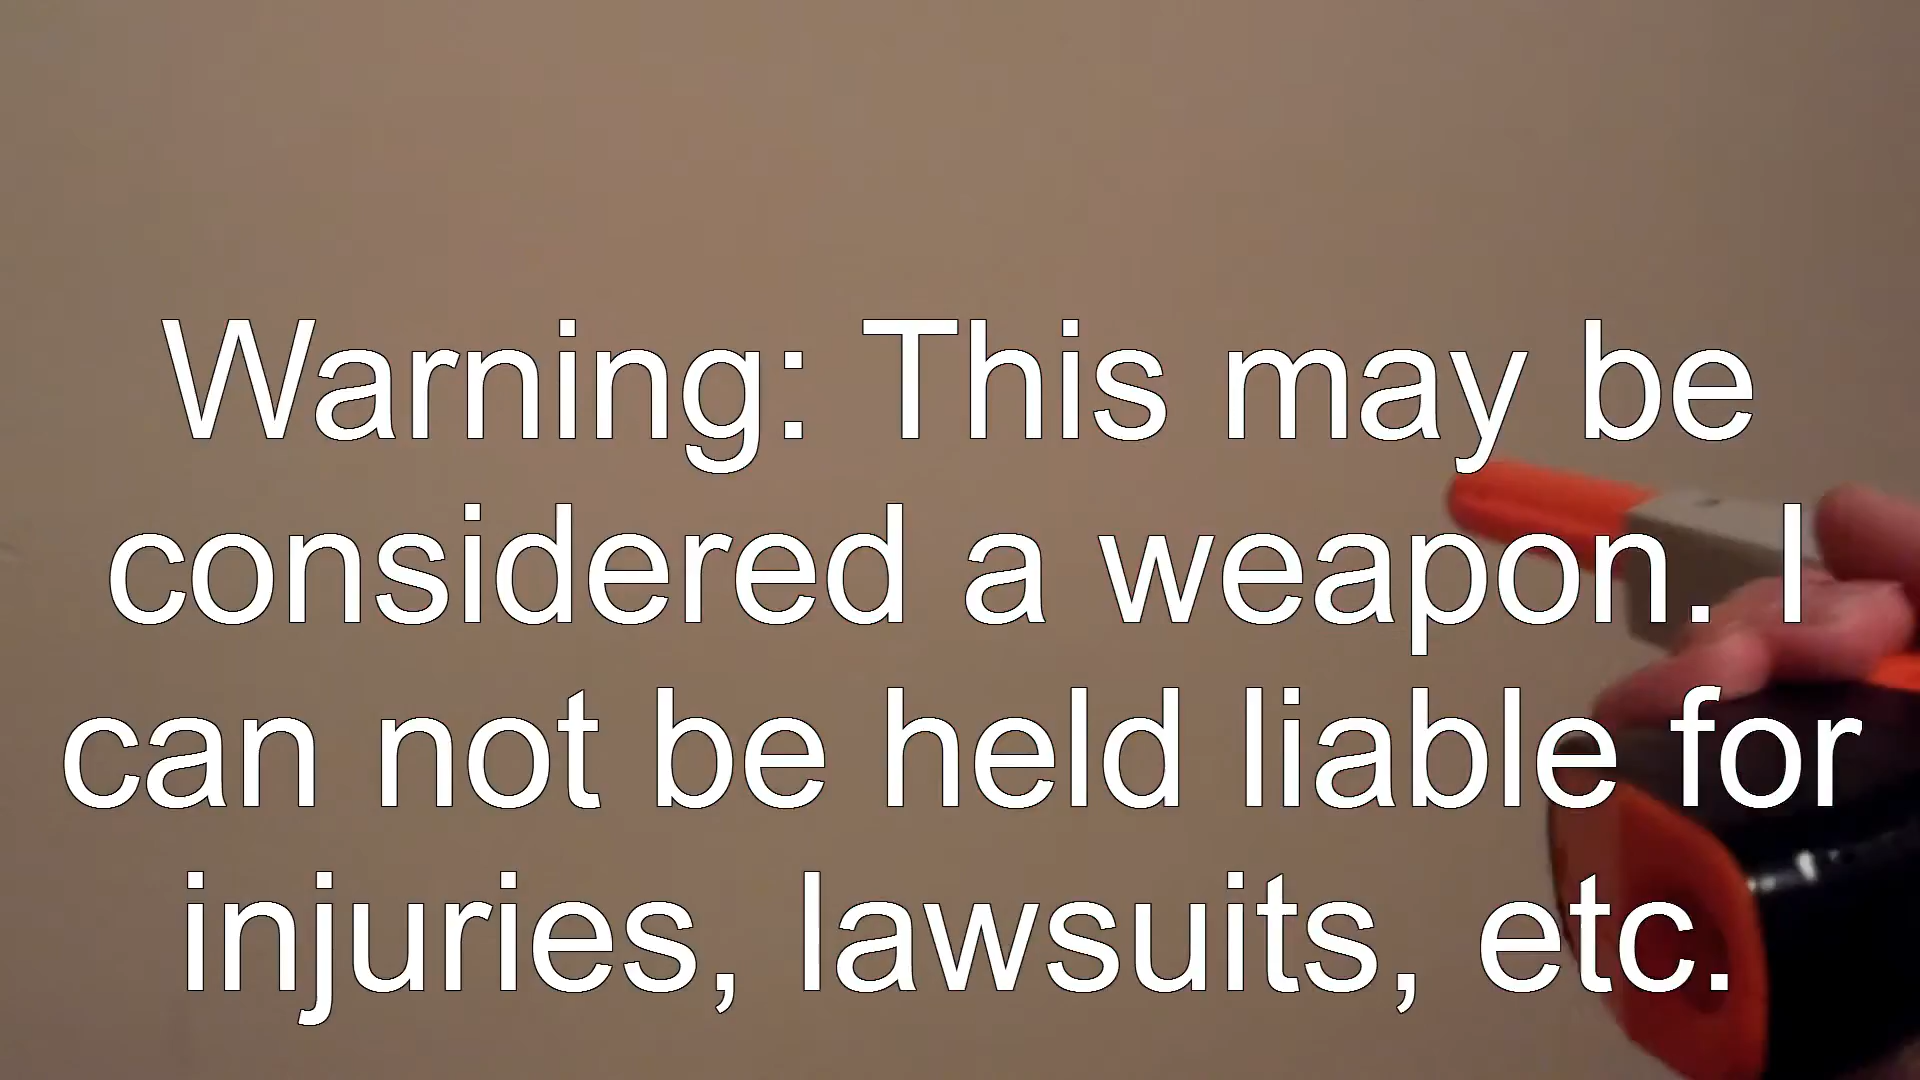 Warning: This may be
considered a weapon. I
can not be held liable for
injuries, lawsuits, etc.